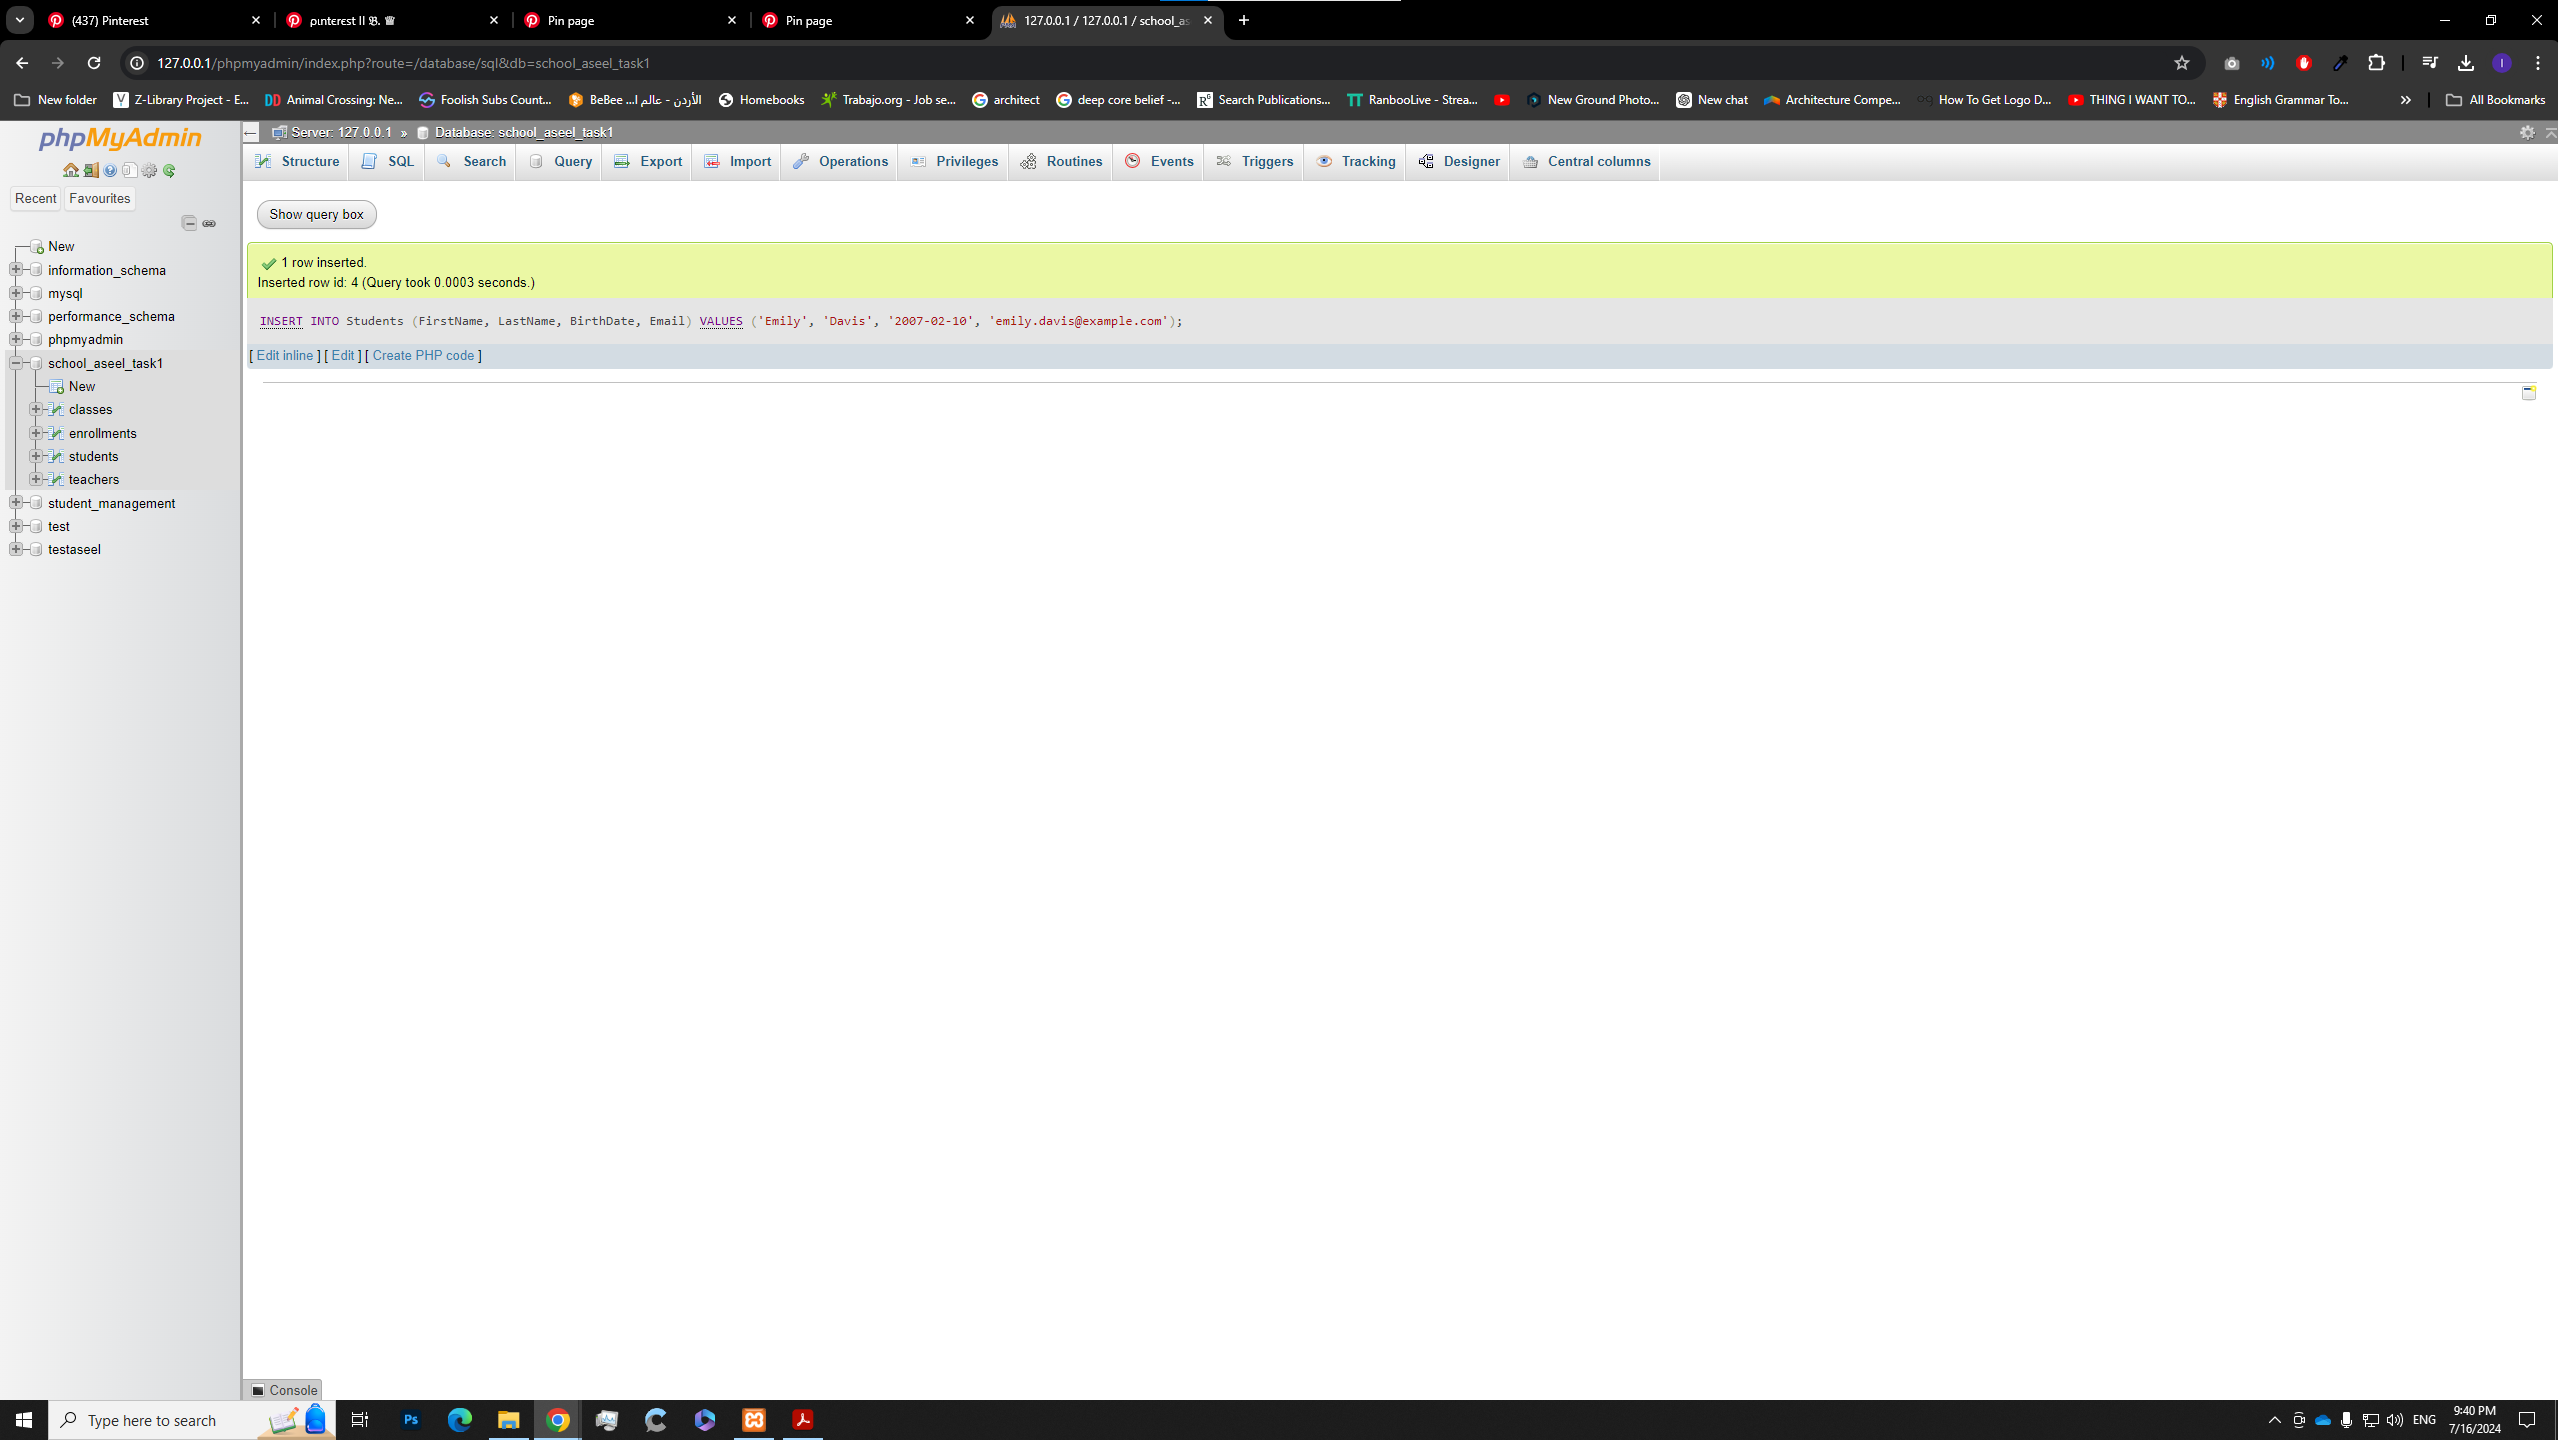 (437) Pinterest
Pin page
Pin page
127.0.0.1 / 127.0.0.1 / school_as
127.0.0.1/phpmyadmin/index.php?route=/database/sql&db=school_aseel_task1
New folder
Z-Library Project - E...
Animal Crossing: Ne...
Foolish Subs Count...
BeBee الأردن - عالم ا...
Homebooks
Trabajo.org - Job se...
architect
deep core belief -...
Search Publications...
RanbooLive - Strea...
New Ground Photo...
New chat
Architecture Compe...
How To Get Logo D...
THING I WANT TO...
English Grammar To...
All Bookmarks
phpMyAdmin
Recent
Favourites
New
information_schema
mysql
performance_schema
phpmyadmin
school_aseel_task1
New
classes
enrollments
students
teachers
student_management
test
testaseel
Server: 127.0.0.1 » Database: school_aseel_task1
Structure
SQL
Search
Query
Export
Import
Operations
Privileges
Routines
Events
Triggers
Tracking
Designer
Central columns
Show query box
1 row inserted.
Inserted row id: 4 (Query took 0.0003 seconds.)
INSERT INTO Students (FirstName, LastName, BirthDate, Email) VALUES ('Emily', 'Davis', '2007-02-10', 'emily.davis@example.com');
[ Edit inline ] [ Edit ] [ Create PHP code ]
Console
Type here to search
Ps
ENG
9:40 PM
7/16/2024